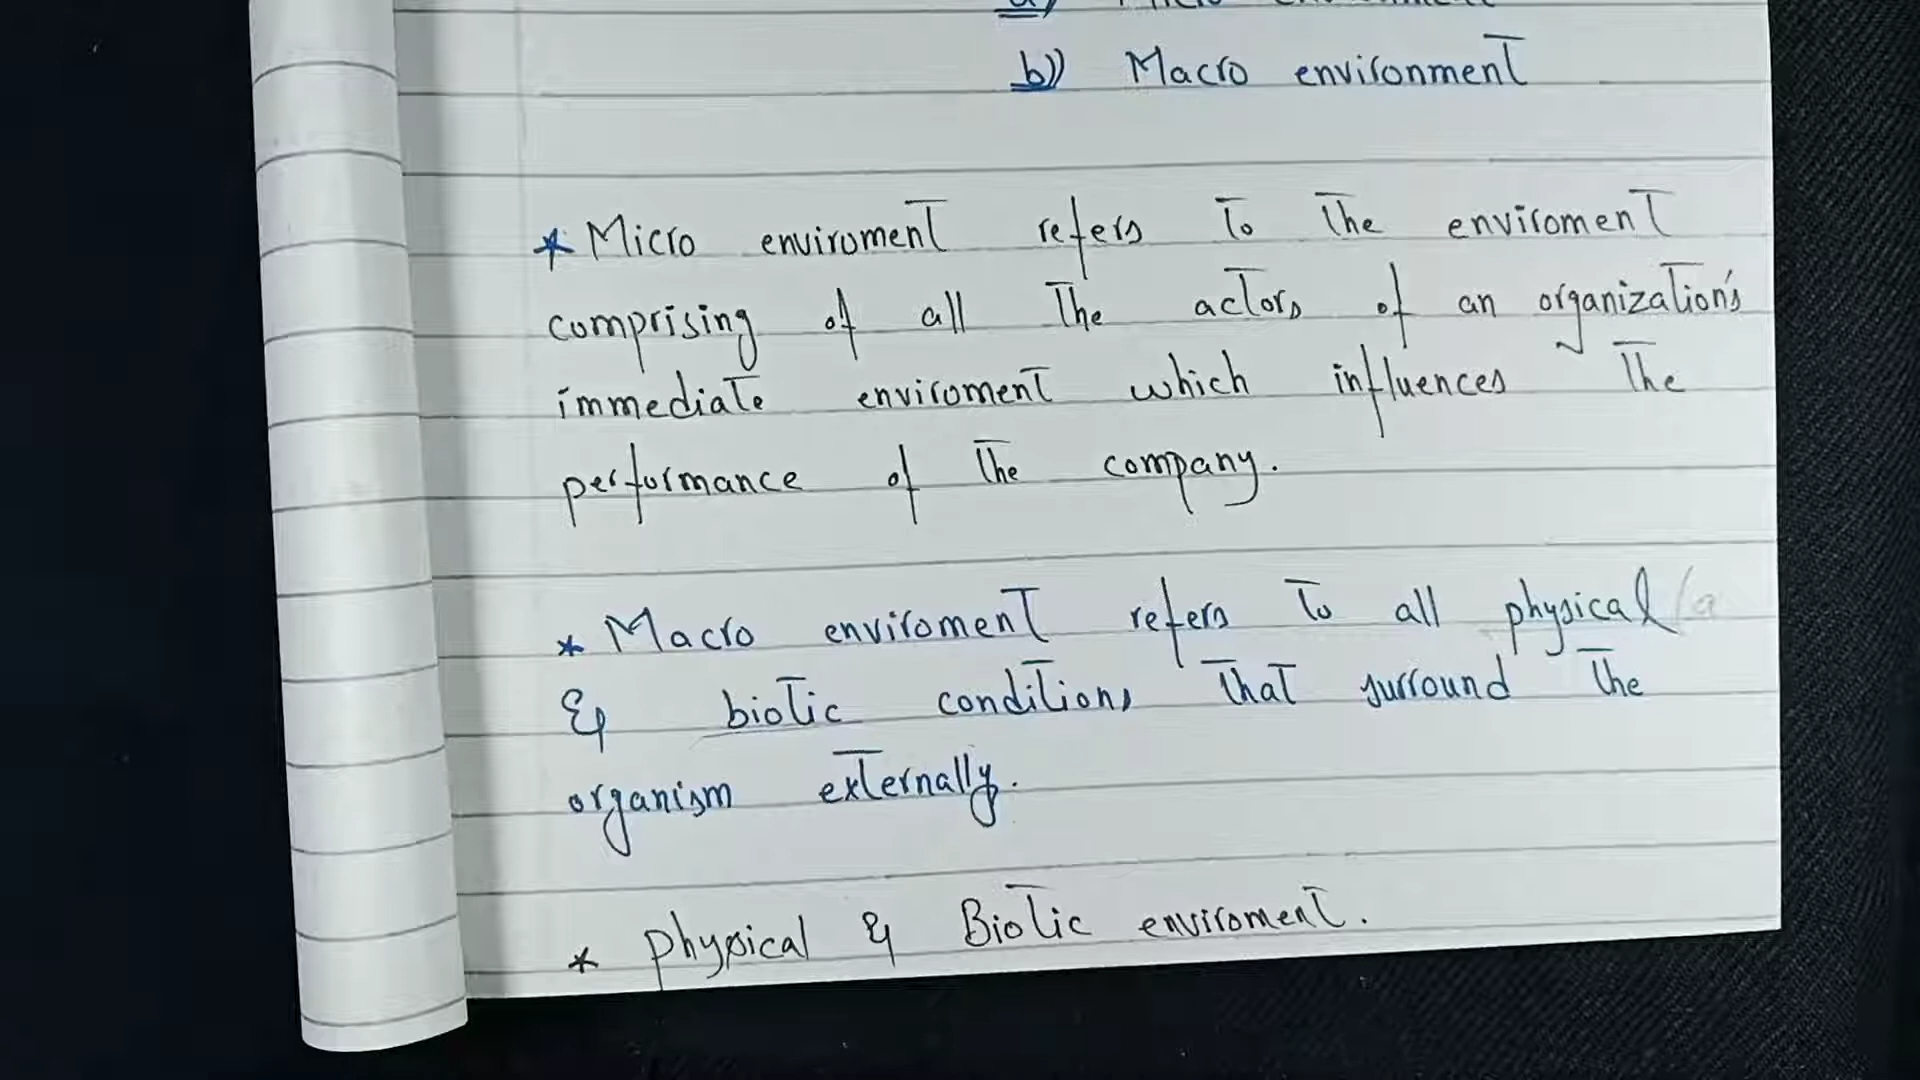 b)) Macro environment
* Micro enviroment refers to the enviroment
comprising of all the actors of an organization's
immediate enviroment which influences the
performance of the company.
* Macro enviroment refers to all physical
& biotic conditions that surround the
organism externally.
* Physical & Biotic enviroment.